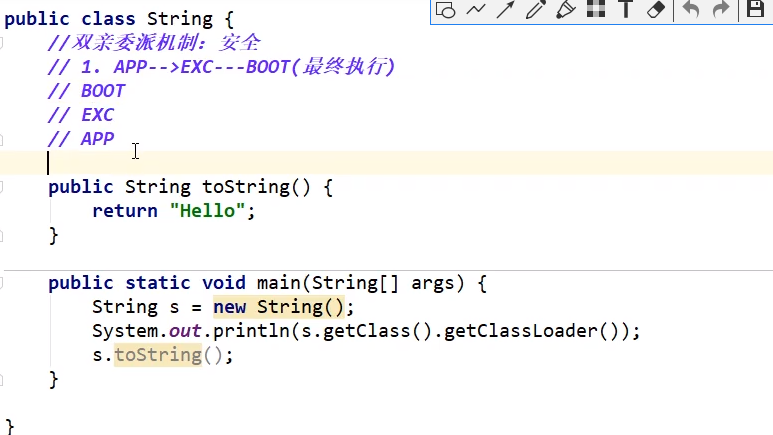 public class String {
//双亲委派机制：安全
// 1. APP-->EXC---BOOT(最终执行)
// BOOT
// EXC
// APP
public String toString() {
return "Hello";
}
public static void main(String[] args) {
String s = new String();
System.out.println(s.getClass().getClassLoader());
s.toString();
}
}